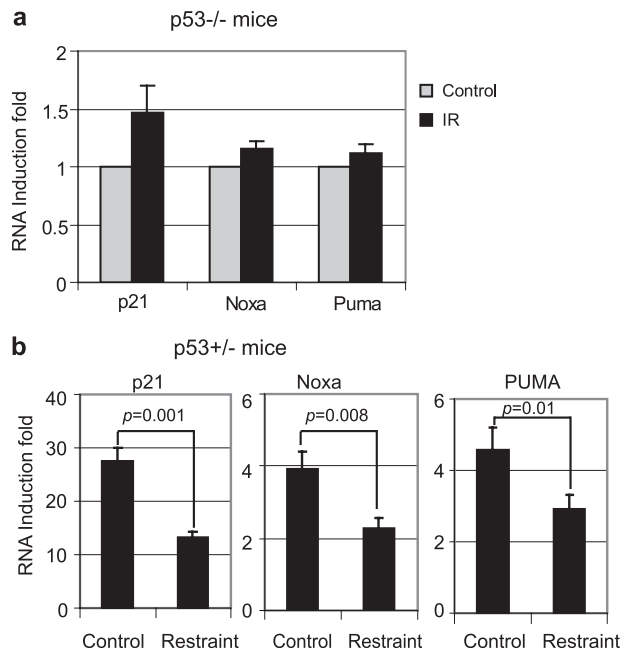 a
p53-/- mice
2
1.5
1
0.5
0
RNA Induction fold
p21
Noxa
Puma
Control
IR
b
p53+/- mice
p21
Noxa
PUMA
40
30
20
10
0
RNA Induction fold
p=0.001
Control Restraint
6
4
2
0
p=0.008
Control Restraint
6
4
2
0
p=0.01
Control Restraint